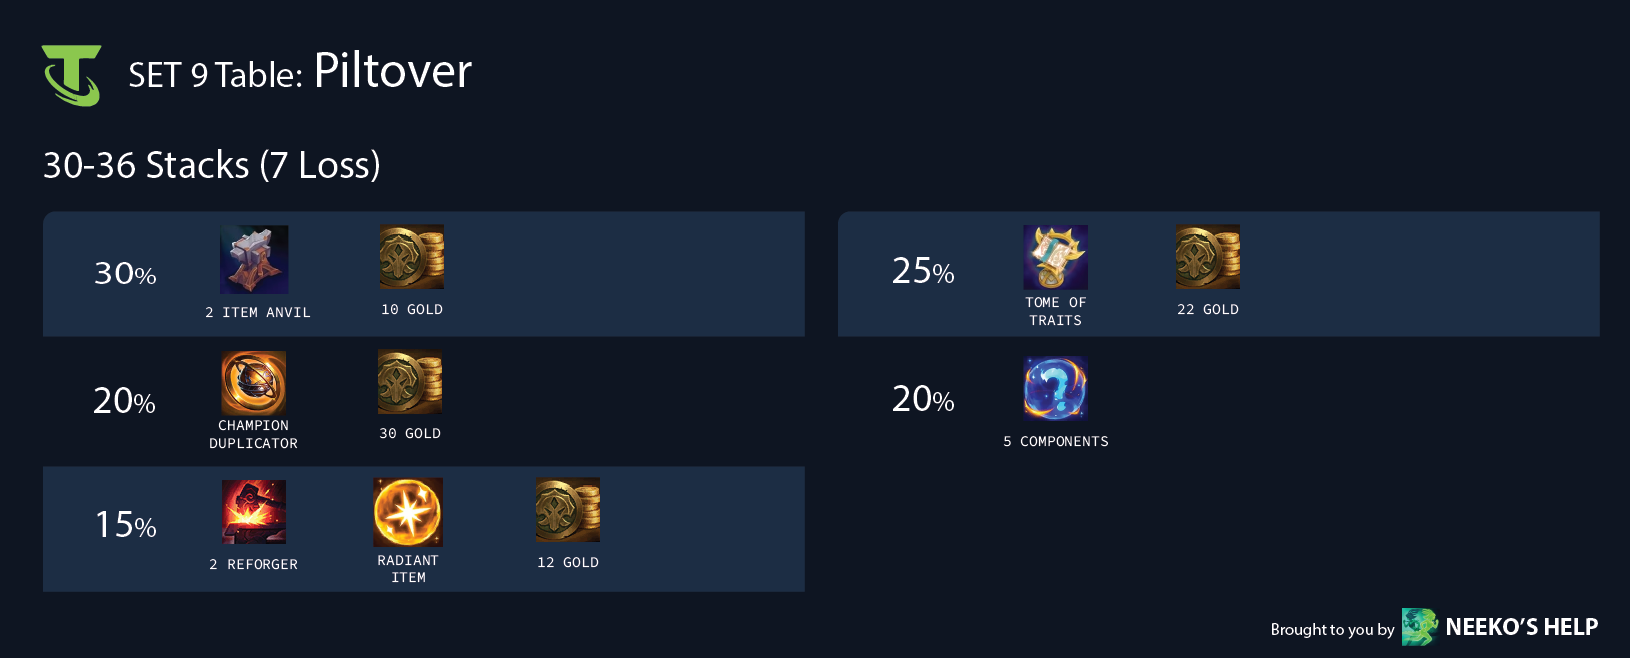 SET 9 Table: Piltover
30-36 Stacks (7 Loss)
30%
2 ITEM ANVIL
10 GOLD
25%
TOME OF
TRAITS
22 GOLD
20%
CHAMPION
DUPLICATOR
30 GOLD
20%
5 COMPONENTS
15%
2 REFORGER
RADIANT
ITEM
12 GOLD
Brought to you by NEEKO'S HELP